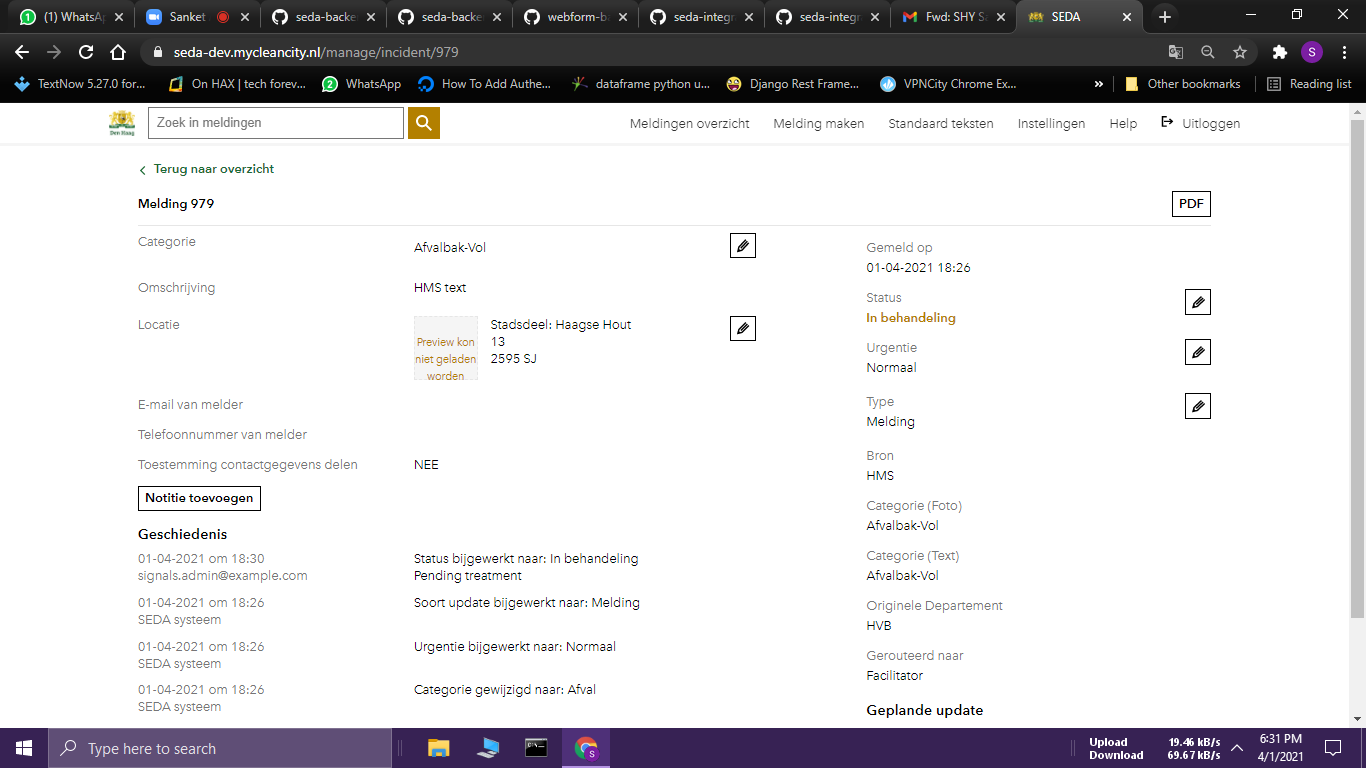 (1) WhatsA
Sanket
seda-backe
seda-backe
webform-ba
seda-integr
seda-integr
Fwd: SHY Sa
SEDA
seda-dev.mycleancity.nl/manage/incident/979
S
TextNow 5.27.0 for...
On HAX | tech forev...
2 WhatsApp
How To Add Authe...
dataframe python u...
Django Rest Frame...
VPNCity Chrome Ex...
»
Other bookmarks
Reading list
Den Haag
Zoek in meldingen
Meldingen overzicht
Melding maken
Standaard teksten
Instellingen
Help
Uitloggen
Terug naar overzicht
Melding 979
PDF
Categorie
Afvalbak-Vol
Omschrijving
HMS text
Locatie
Preview kon
niet geladen
worden
Stadsdeel: Haagse Hout
13
2595 SJ
E-mail van melder
Telefoonnummer van melder
Toestemming contactgegevens delen
NEE
Notitie toevoegen
Geschiedenis
01-04-2021 om 18:30
signals.admin@example.com
Status bijgewerkt naar: In behandeling
Pending treatment
01-04-2021 om 18:26
SEDA systeem
Soort update bijgewerkt naar: Melding
01-04-2021 om 18:26
SEDA systeem
Urgentie bijgewerkt naar: Normaal
01-04-2021 om 18:26
SEDA systeem
Categorie gewijzigd naar: Afval
Gemeld op
01-04-2021 18:26
Status
In behandeling
Urgentie
Normaal
Type
Melding
Bron
HMS
Categorie (Foto)
Afvalbak-Vol
Categorie (Text)
Afvalbak-Vol
Originele Departement
HVB
Gerouteerd naar
Facilitator
Geplande update
Type here to search
Upload 19.46 kB/s
Download 69.67 kB/s
6:31 PM
4/1/2021